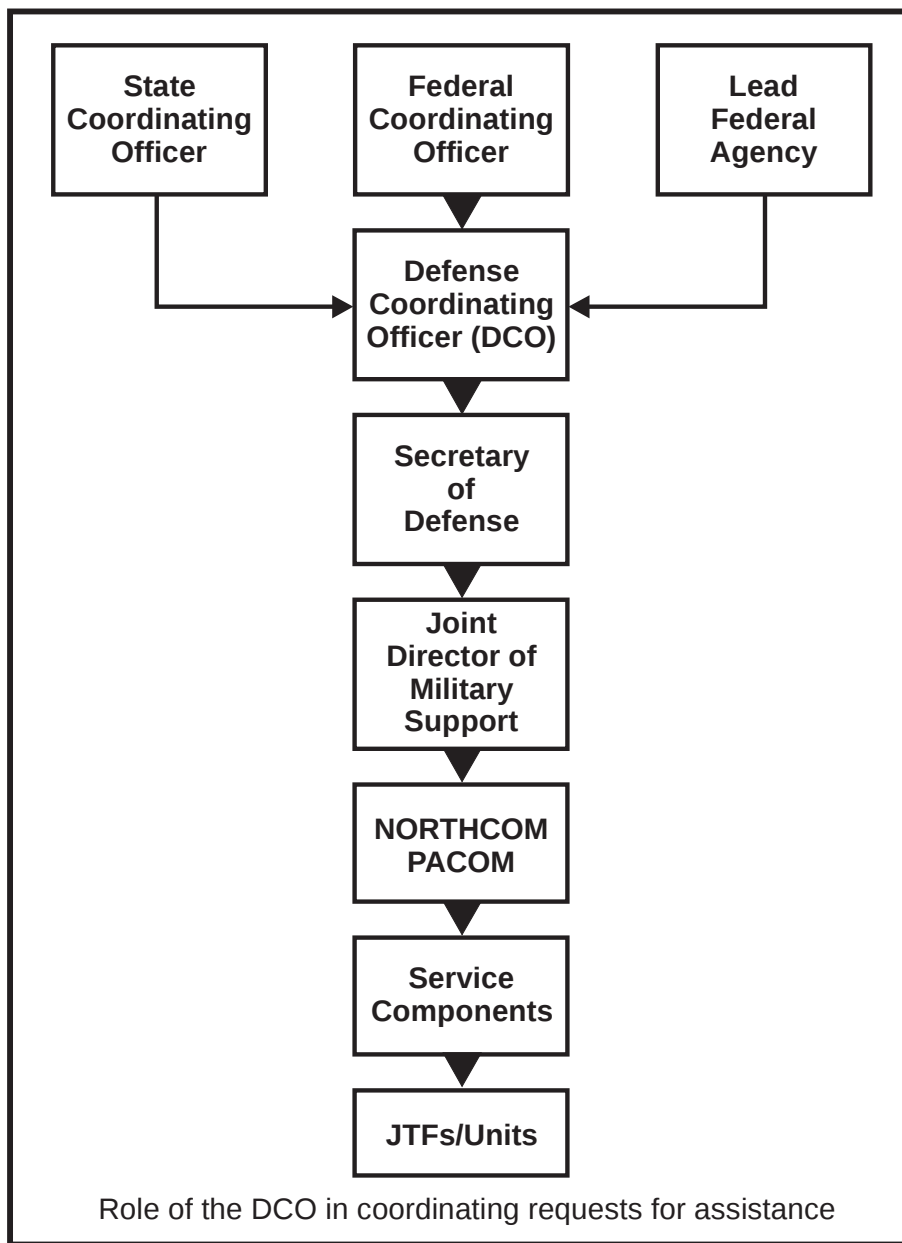 State
Coordinating
Officer
Federal
Coordinating
Officer
Lead
Federal
Agency
Defense
Coordinating
Officer (DCO)
Secretary
of
Defense
Joint
Director of
Military
Support
NORTHCOM
PACOM
Service
Components
JTFs/Units
Role of the DCO in coordinating requests for assistance